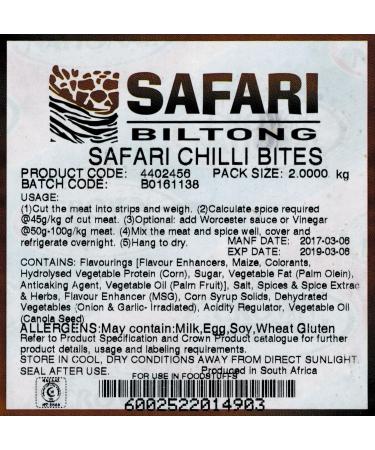 SAFARI
BILTONG
SAFARI CHILLI BITES
PRODUCT CODE: 4402456 PACK SIZE: 2.0000 kg
BATCH CODE: B0161138
USAGE:
(1)Cut the meat into strips and weigh. (2)Calculate spice required
@45g/kg of cut meat. (3)Optional: add Worcester sauce or Vinegar
@50g-100g/kg meat. (4)Mix the meat and spice well, cover and
refrigerate overnight. (5)Hang to dry. MANF DATE: 2017-03-06
EXP DATE: 2019-03-06
CONTAINS: Flavourings [Flavour Enhancers, Maize, Colorants,
Hydrolysed Vegetable Protein (Corn), Sugar, Vegetable Fat (Palm Olein),
Anticaking Agent, Vegetable Oil (Palm Fruit)], Salt, Spices & Spice Extract
& Herbs, Flavour Enhancer (MSG), Corn Syrup Solids, Dehydrated
Vegetables (Onion & Garlic- Irradiated), Acidity Regulator, Vegetable Oil
(Canola Seed)
ALLERGENS:May contain:Milk,Egg,Soy,Wheat Gluten
Refer to Product Specification and Crown Product catalogue for further
product details, usage and labeling requirements.
STORE IN COOL, DRY CONDITIONS AWAY FROM DIRECT SUNLIGHT.
SEAL AFTER USE. Produced in South Africa
FOR USE IN FOODSTUFFS
6002522014903